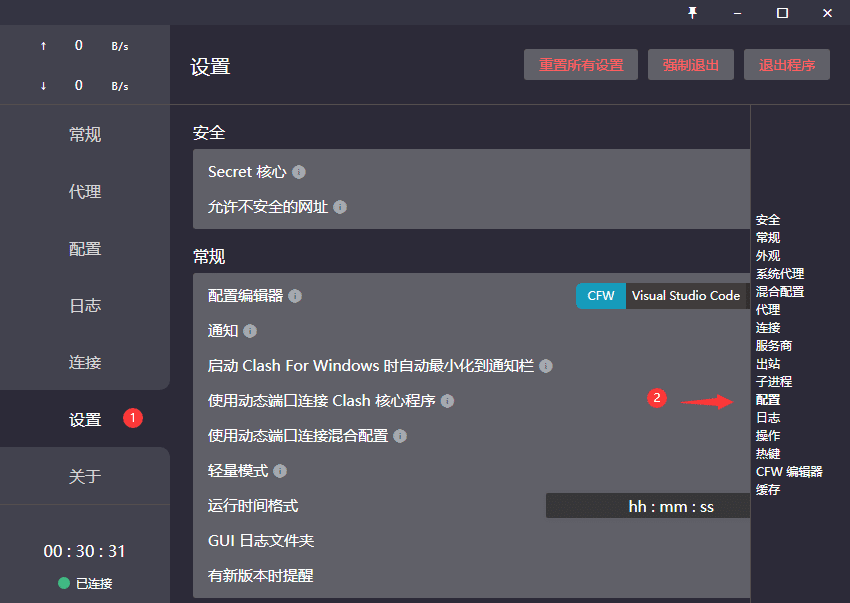 ↑ 0 B/s
↓ 0 B/s
常规
代理
配置
日志
连接
设置 1
关于
00 : 30 : 31
已连接
设置
重置所有设置 强制退出 退出程序
安全
Secret 核心
允许不安全的网址
常规
配置编辑器 CFW Visual Studio Code
通知
启动 Clash For Windows 时自动最小化到通知栏
使用动态端口连接 Clash 核心程序
使用动态端口连接混合配置
轻量模式
运行时间格式 hh : mm : ss
GUI 日志文件夹
有新版本时提醒
2
安全
常规
外观
系统代理
混合配置
代理
连接
服务商
出站
子进程
配置
日志
操作
热键
CFW 编辑器
缓存